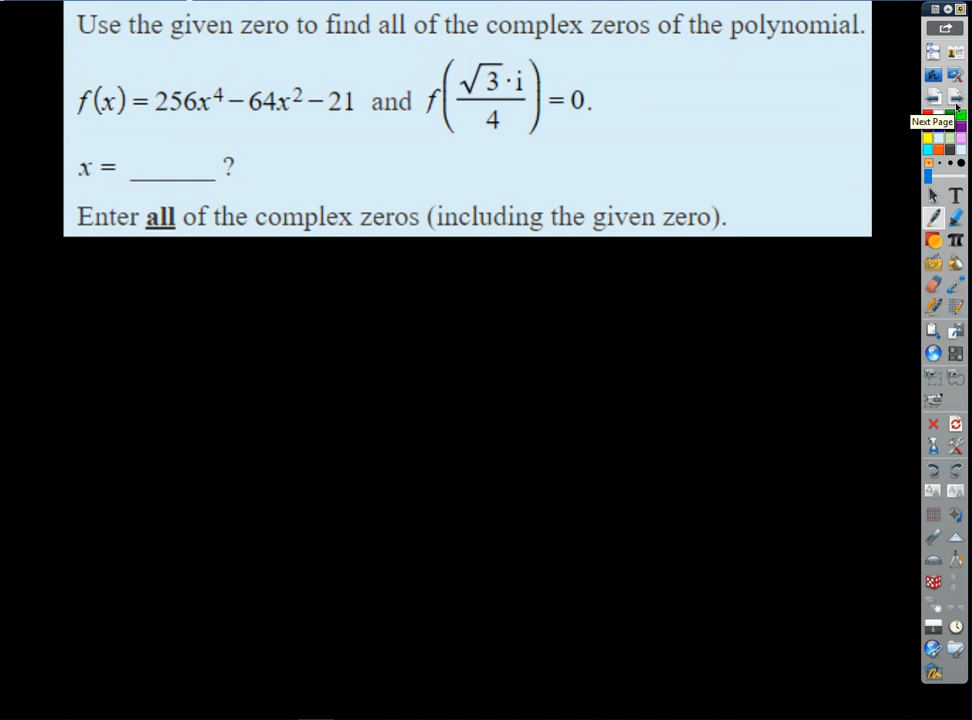 Use the given zero to find all of the complex zeros of the polynomial.
f(x) = 256x⁴ − 64x² − 21 and f(√3·i/4) = 0.
x = ______ ?
Enter all of the complex zeros (including the given zero).
Next Page
T
π